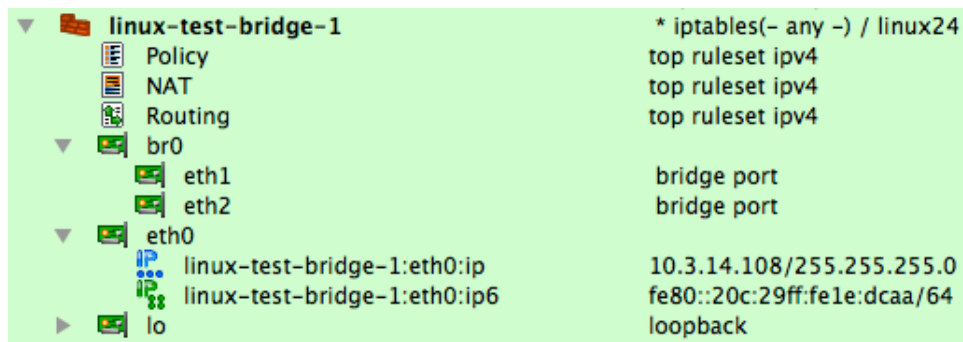 linux-test-bridge-1 * iptables(- any -) / linux24
Policy top ruleset ipv4
NAT top ruleset ipv4
Routing top ruleset ipv4
br0
eth1 bridge port
eth2 bridge port
eth0
IP linux-test-bridge-1:eth0:ip 10.3.14.108/255.255.255.0
IP linux-test-bridge-1:eth0:ip6 fe80::20c:29ff:fe1e:dcaa/64
lo loopback